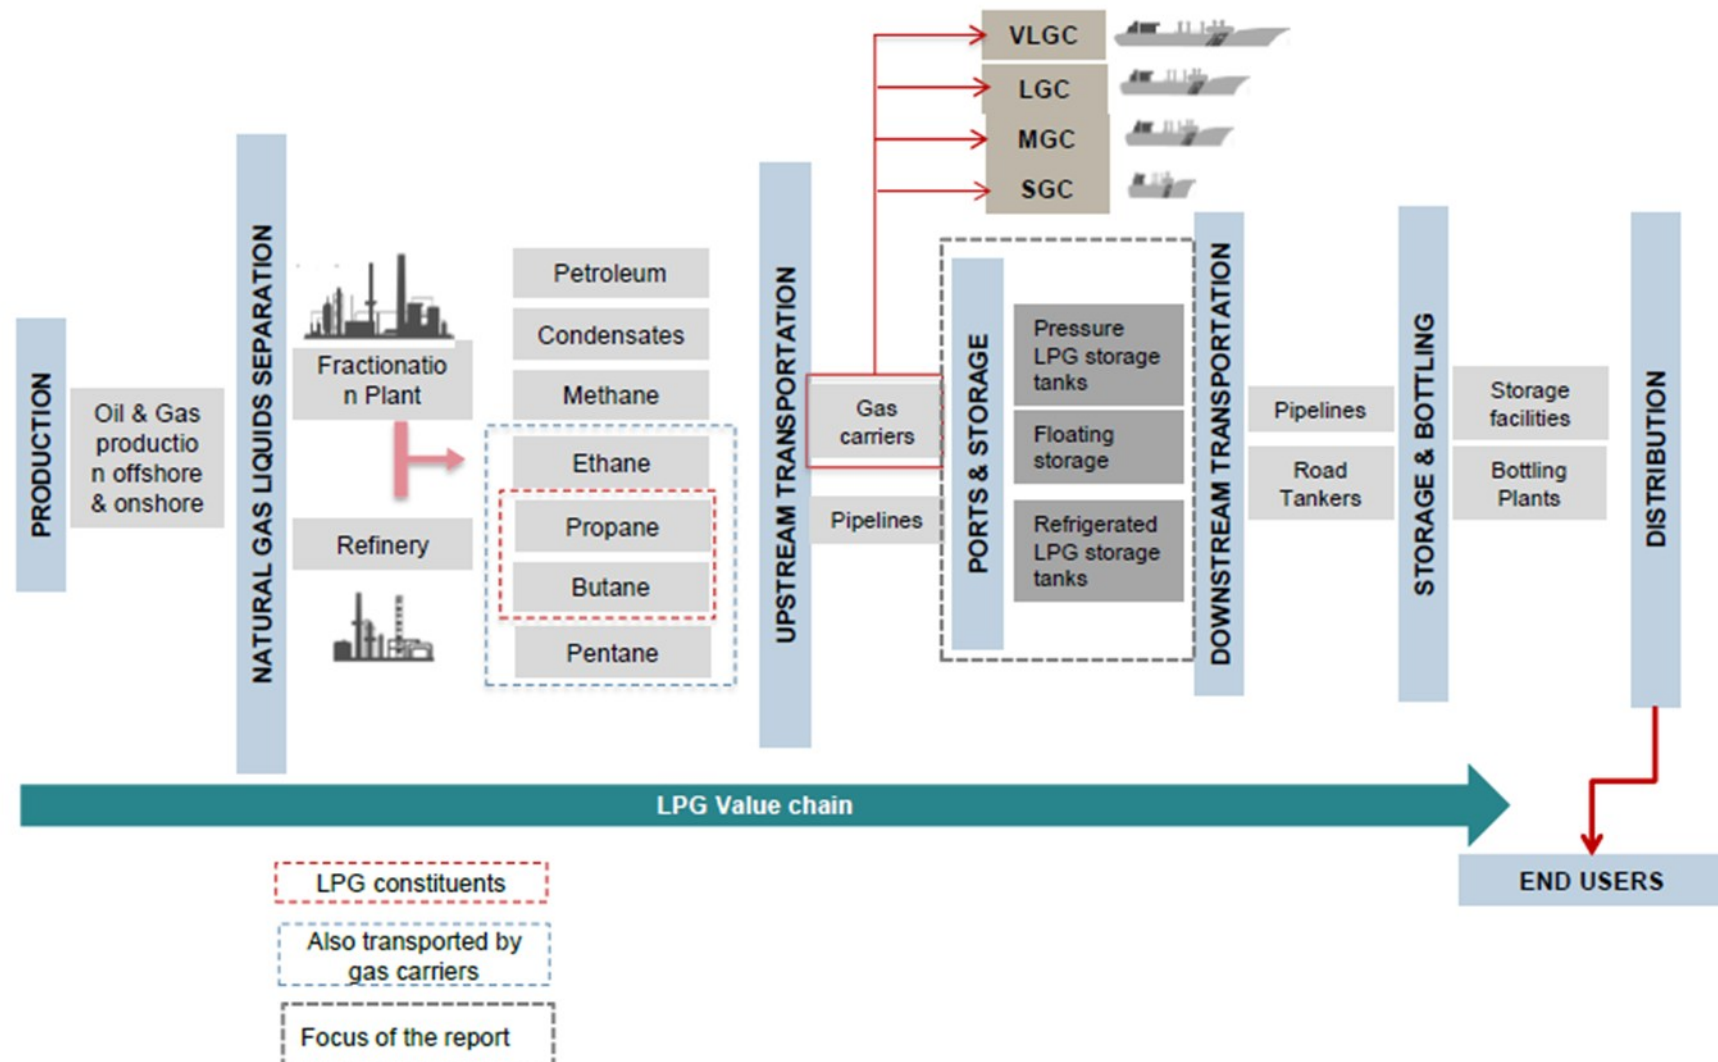 PRODUCTION
Oil & Gas
productio
n offshore
& onshore
NATURAL GAS LIQUIDS SEPARATION
Fractionatio
n Plant
Refinery
Petroleum
Condensates
Methane
Ethane
Propane
Butane
Pentane
UPSTREAM TRANSPORTATION
Gas
carriers
Pipelines
VLGC
LGC
MGC
SGC
PORTS & STORAGE
Pressure
LPG storage
tanks
Floating
storage
Refrigerated
LPG storage
tanks
DOWNSTREAM TRANSPORTATION
Pipelines
Road
Tankers
STORAGE & BOTTLING
Storage
facilities
Bottling
Plants
DISTRIBUTION
LPG Value chain
END USERS
LPG constituents
Also transported by
gas carriers
Focus of the report